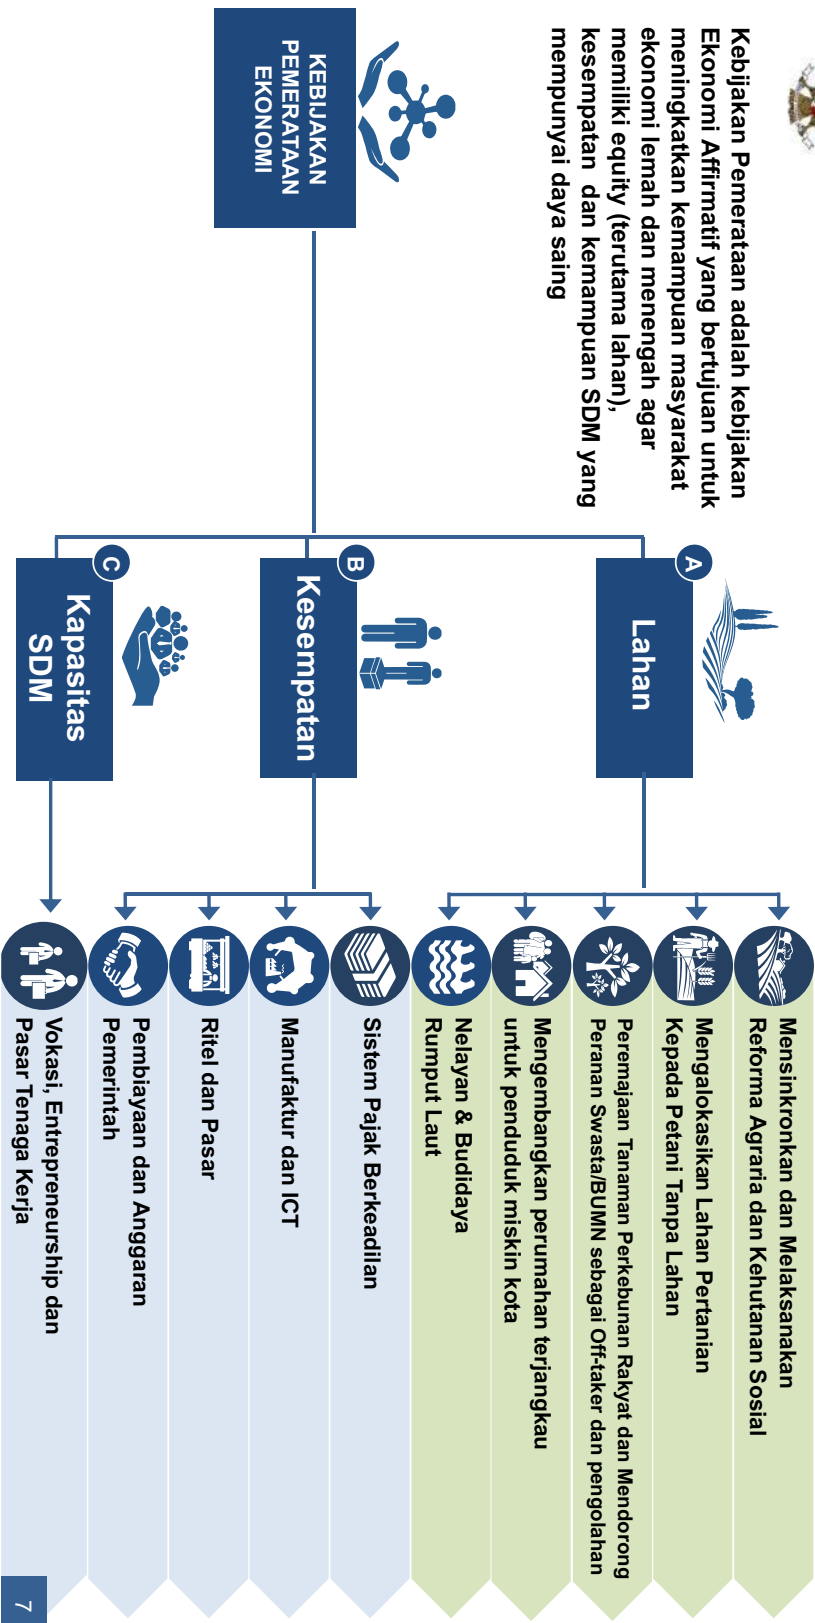 Kebijakan Pemerataan adalah kebijakan
Ekonomi Affirmatif yang bertujuan untuk
meningkatkan kemampuan masyarakat
ekonomi lemah dan menengah agar
memiliki equity (terutama lahan),
kesempatan dan kemampuan SDM yang
mempunyai daya saing
KEBIJAKAN
PEMERATAAN
EKONOMI
A
Lahan
Mensinkronkan dan Melaksanakan
Reforma Agraria dan Kehutanan Sosial
Mengalokasikan Lahan Pertanian
Kepada Petani Tanpa Lahan
Peremajaan Tanaman Perkebunan Rakyat dan Mendorong
Peranan Swasta/BUMN sebagai Off-taker dan pengolahan
Mengembangkan perumahan terjangkau
untuk penduduk miskin kota
Nelayan & Budidaya
Rumput Laut
B
Kesempatan
Sistem Pajak Berkeadilan
Manufaktur dan ICT
Ritel dan Pasar
Pembiayaan dan Anggaran
Pemerintah
C
Kapasitas
SDM
Vokasi, Entrepreneurship dan
Pasar Tenaga Kerja
7